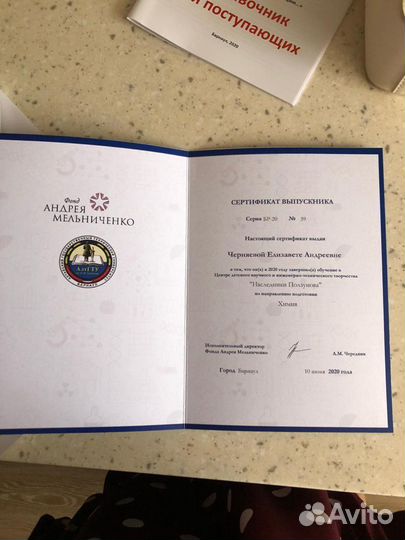 авочник
я поступающих
Барнаул, 2020
Фонд
АНДРЕЯ
МЕЛЬНИЧЕНКО
АлтГТУ
БАРНАУЛ
СЕРТИФИКАТ ВЫПУСКНИКА
Серия БР-20 № 39
Настоящий сертификат выдан
Черняевой Елизавете Андреевне
в том, что он(а) в 2020 году завершил(а) обучение в
Центре детского научного и инженерно-технического творчества
"Наследники Ползунова"
по направлению подготовки
Химия
Исполнительный директор
Фонда Андрея Мельниченко
А.М. Чередник
Город Барнаул 10 июня 2020 года
Avito